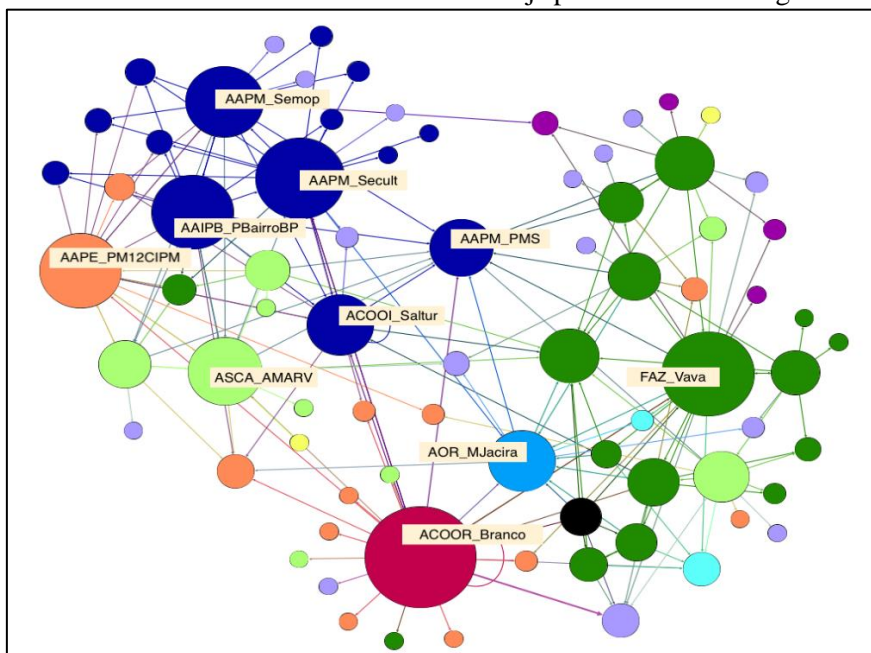 AAPM_Semop
AAPM_Secult
AAIPB_PBairroBP
AAPM_PMS
AAPE_PM12CIPM
ACOOI_Saltur
ASCA_AMARV
FAZ_Vava
AOR_MJacira
ACOOR_Branco